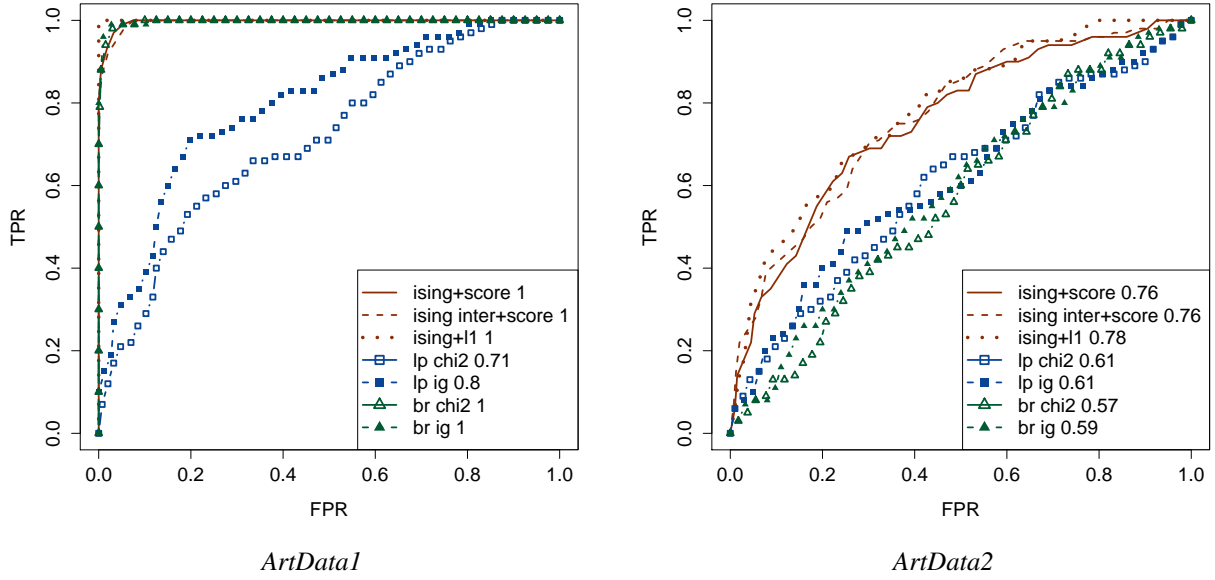 TPR
1.0
0.8
0.6
0.4
0.2
0.0
ising+score 1
ising inter+score 1
ising+l1 1
lp chi2 0.71
lp ig 0.8
br chi2 1
br ig 1
0.0 0.2 0.4 0.6 0.8 1.0
FPR
ArtData1
TPR
1.0
0.8
0.6
0.4
0.2
0.0
ising+score 0.76
ising inter+score 0.76
ising+l1 0.78
lp chi2 0.61
lp ig 0.61
br chi2 0.57
br ig 0.59
0.0 0.2 0.4 0.6 0.8 1.0
FPR
ArtData2